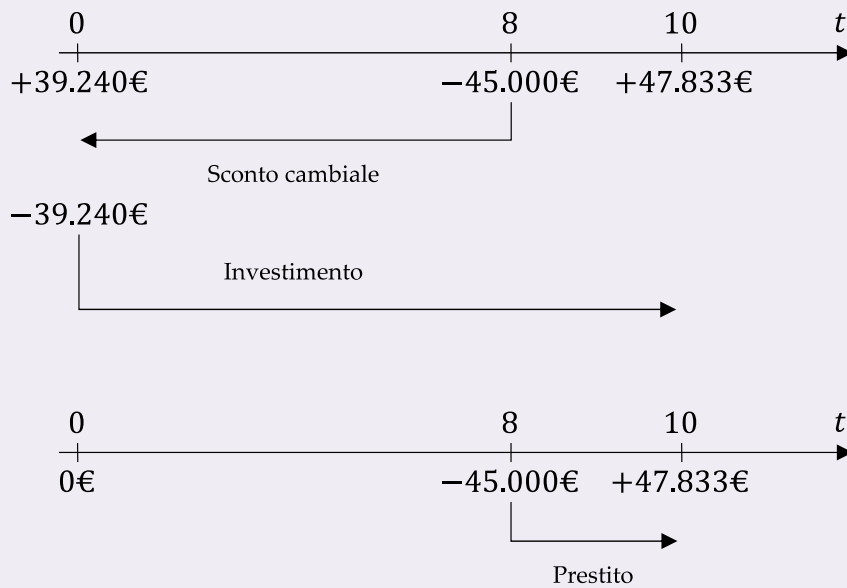 0 8 10 t
+39.240€ −45.000€ +47.833€
Sconto cambiale
−39.240€
Investimento
0 8 10 t
0€ −45.000€ +47.833€
Prestito